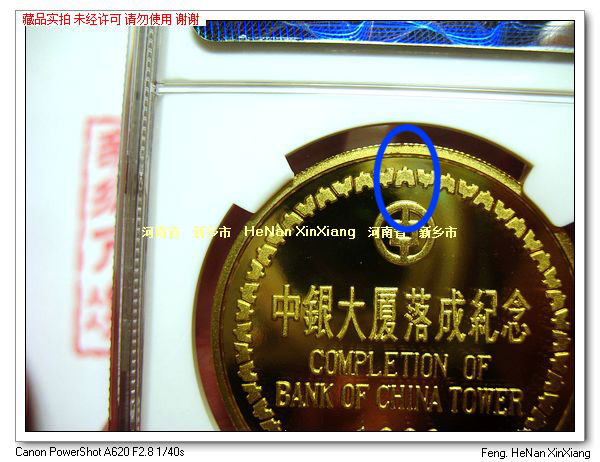 藏品实拍 未经许可 请勿使用 谢谢
河南省 新乡市 HeNan XinXiang 河南省 新乡市
中銀大厦落成紀念
COMPLETION OF
BANK OF CHINA TOWER
Canon PowerShot A620 F2.8 1/40s
Feng. HeNan XinXiang